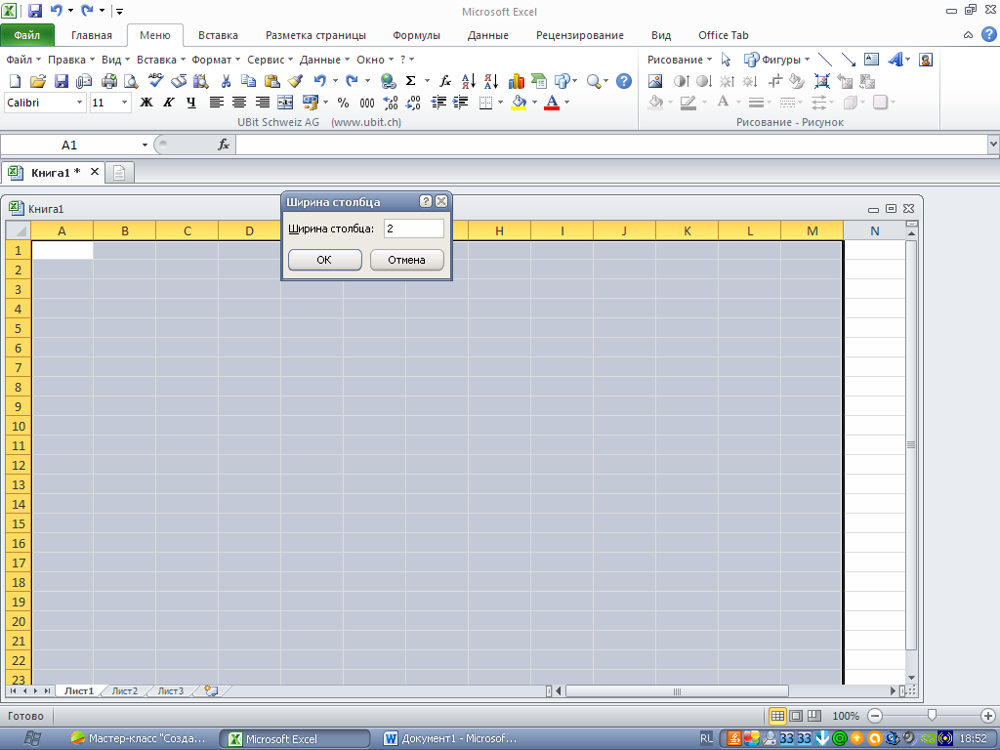 Microsoft Excel
Файл Главная Меню Вставка Разметка страницы Формулы Данные Рецензирование Вид Office Tab
Файл Правка Вид Вставка Формат Сервис Данные Окно ? Рисование Фигуры
Calibri 11 Ж К Ч % 000
UBit Schweiz AG (www.ubit.ch) Рисование - Рисунок
A1 fx
Книга1 *
Книга1
Ширина столбца
Ширина столбца: 2
ОК Отмена
A B C D H I J K L M N
1
2
3
4
5
6
7
8
9
10
11
12
13
14
15
16
17
18
19
20
21
22
23
Лист1 Лист2 Лист3
Готово 100%
Мастер-класс "Созда... Microsoft Excel Документ1 - Microsof... RU 33 33 18:52